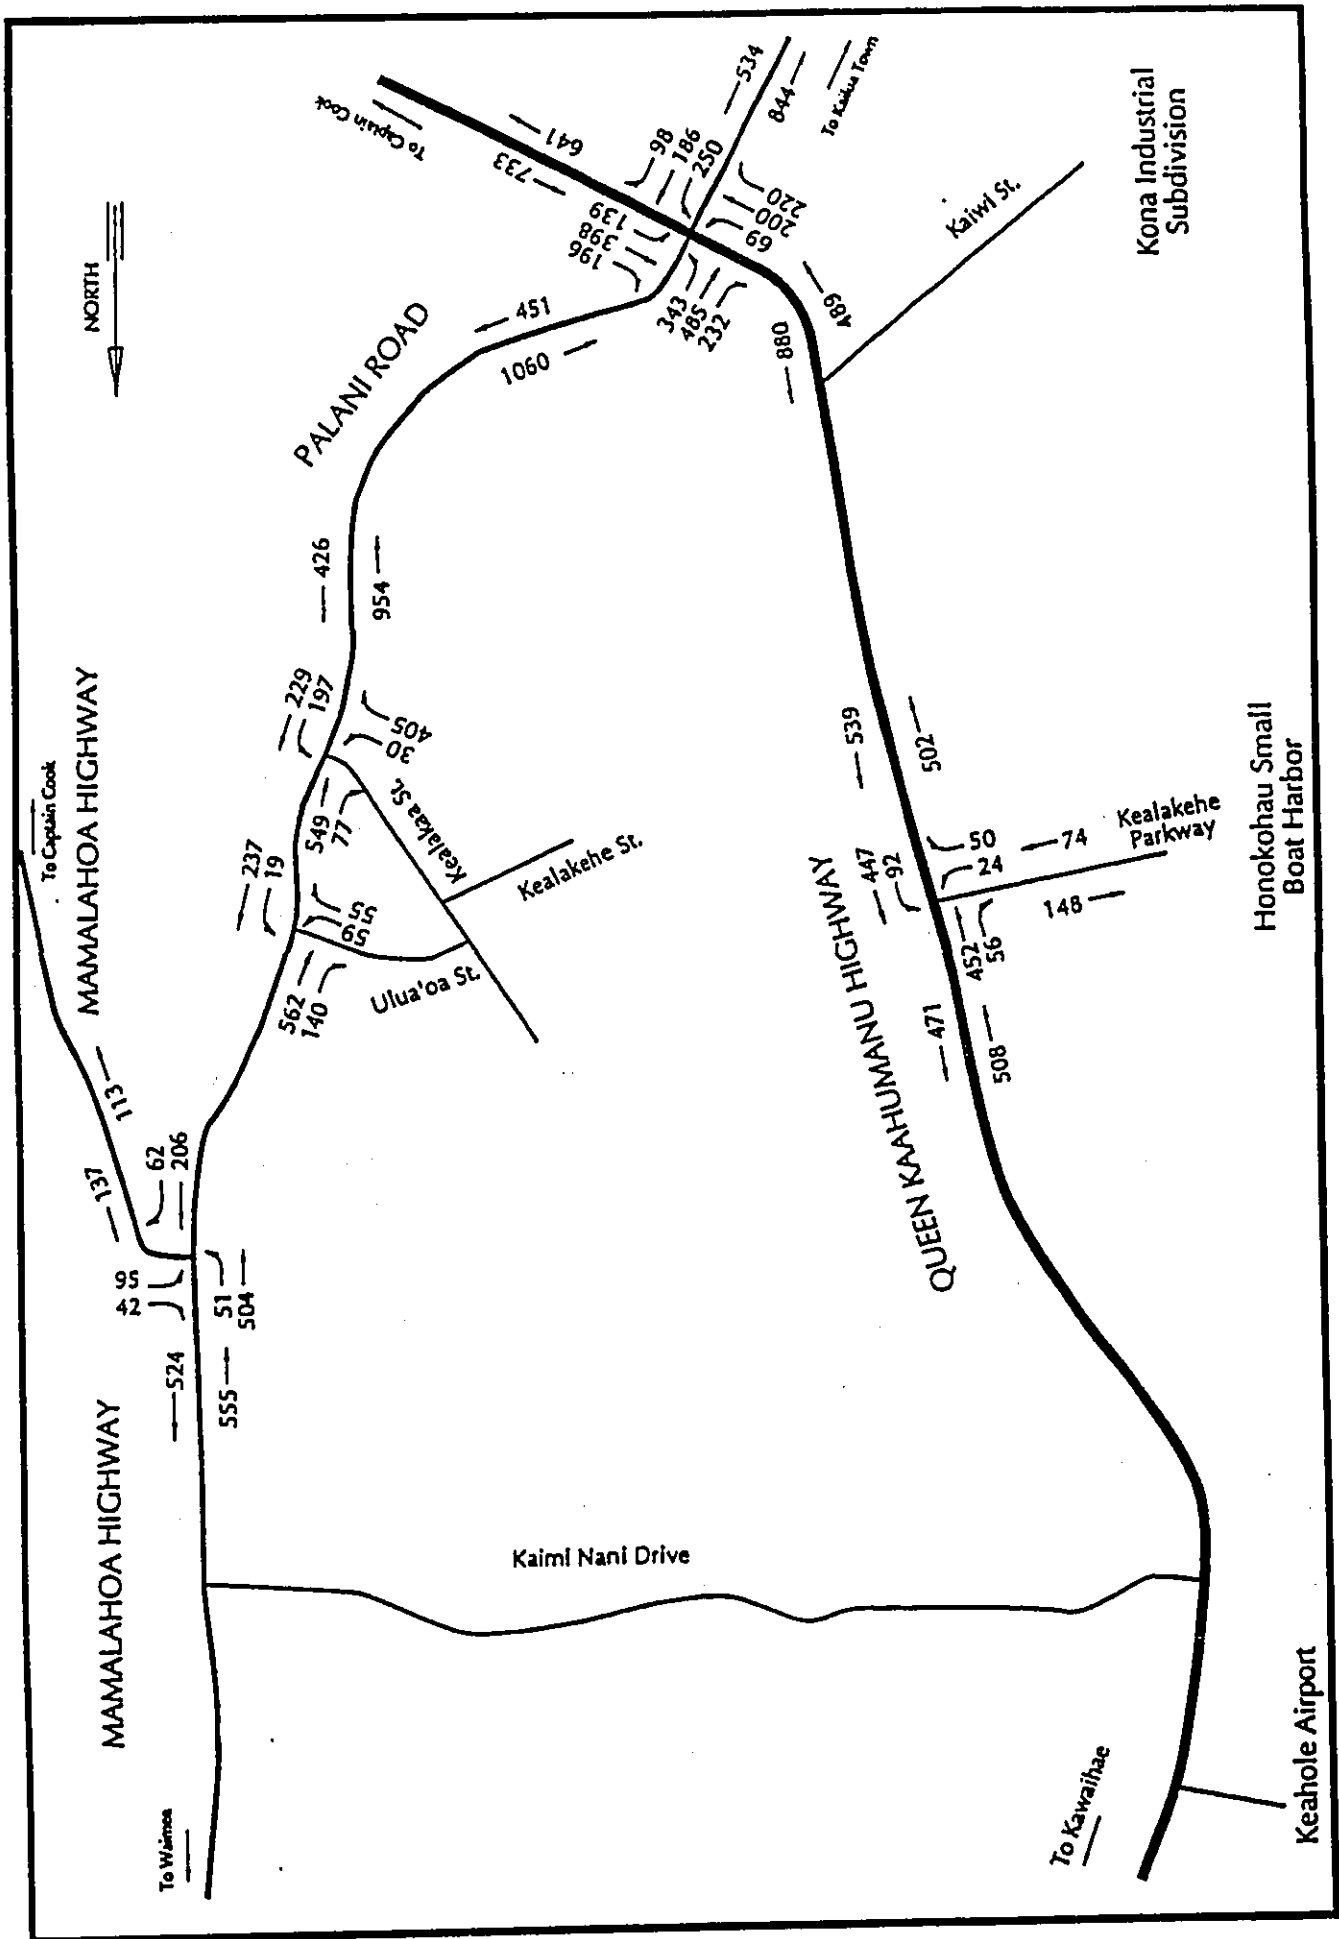 NORTH
To Captain Cook
733
641
534
844
To Kailua Town
98
186
250
139
398
196
220
200
69
343
485
232
489
880
Kaiwi St.
Kona Industrial
Subdivision
PALANI ROAD
451
1060
426
954
229
197
405
30
549
77
Kealakaa St.
Kealakehe St.
237
19
55
59
562
140
Ulua'oa St.
To Captain Cook
MAMALAHOA HIGHWAY
113
137
62
206
95
42
51
504
524
555
MAMALAHOA HIGHWAY
To Waimea
539
502
447
92
50
24
74
148
Kealakehe
Parkway
452
56
471
508
QUEEN KAAHUMANU HIGHWAY
Honokohau Small
Boat Harbor
Kaimi Nani Drive
To Kawaihae
Keahole Airport